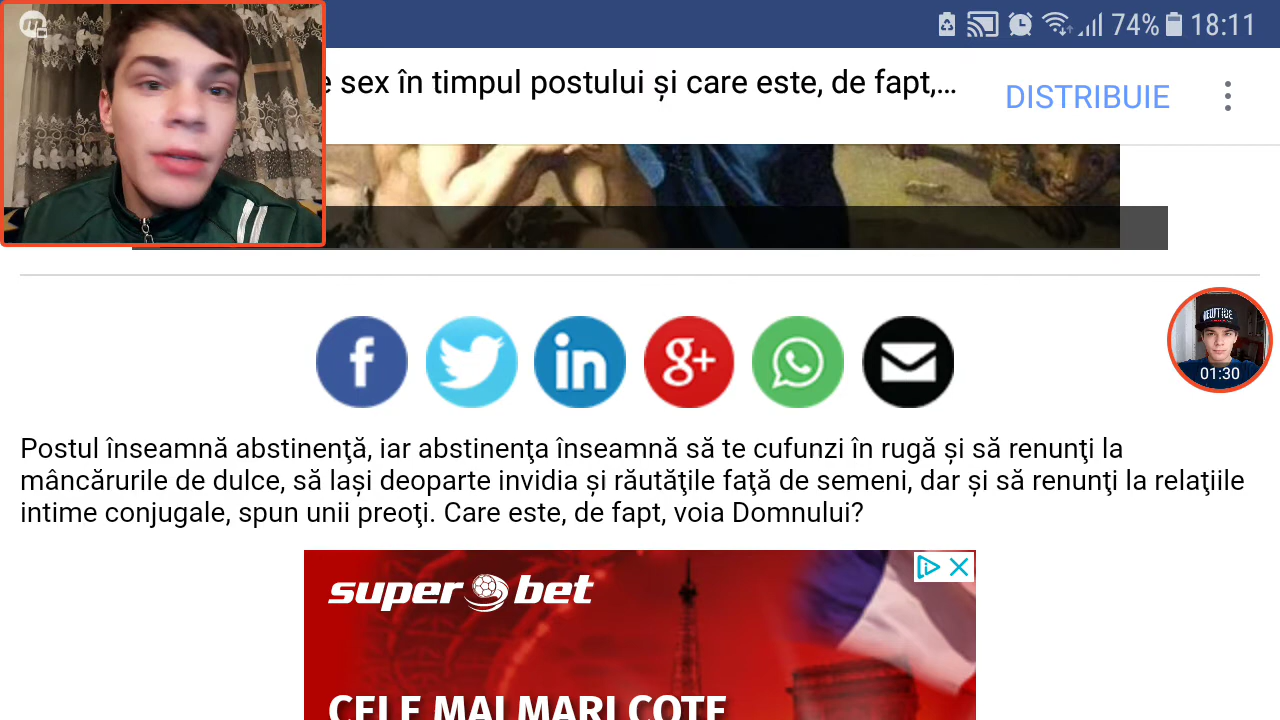 74% 18:11
e sex în timpul postului și care este, de fapt,...
DISTRIBUIE
01:30
Postul înseamnă abstinenţă, iar abstinenţa înseamnă să te cufunzi în rugă și să renunţi la
mâncărurile de dulce, să lași deoparte invidia și răutăţile faţă de semeni, dar și să renunţi la relaţiile
intime conjugale, spun unii preoţi. Care este, de fapt, voia Domnului?
superbet
CELE MAI MARI COTE